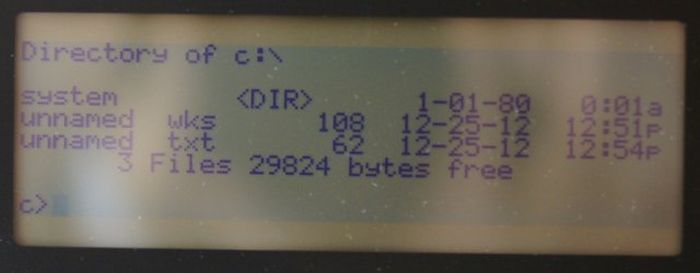 Directory of c:\
system <DIR> 1-01-80 0:01a
unnamed wks 108 12-25-12 12:51p
unnamed txt 62 12-25-12 12:54p
3 Files 29824 bytes free
c>